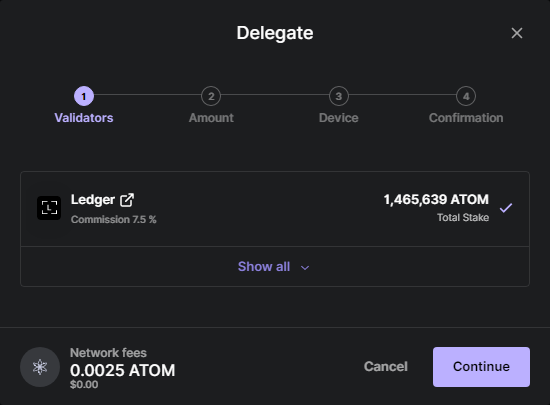 Delegate
1 2 3 4
Validators Amount Device Confirmation
L
Ledger 1,465,639 ATOM
Commission 7.5 % Total Stake
Show all
Network fees
0.0025 ATOM
$0.00
Cancel Continue